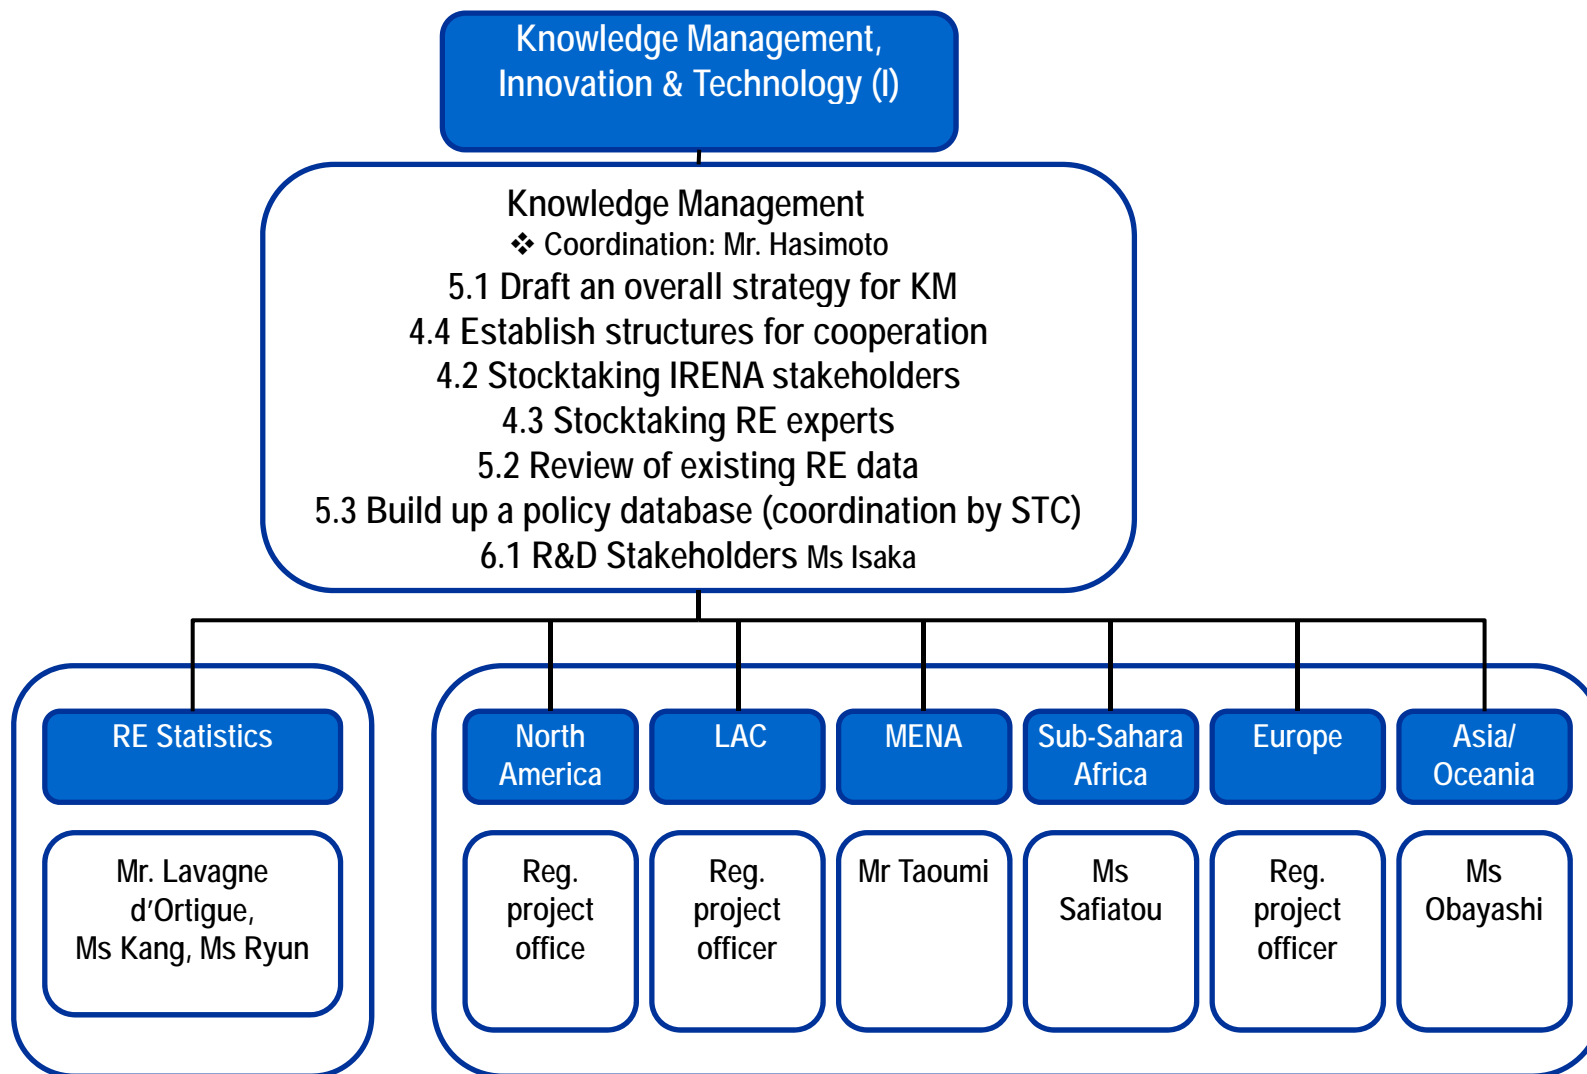 Knowledge Management,
Innovation & Technology (I)
Knowledge Management
❖ Coordination: Mr. Hasimoto
5.1 Draft an overall strategy for KM
4.4 Establish structures for cooperation
4.2 Stocktaking IRENA stakeholders
4.3 Stocktaking RE experts
5.2 Review of existing RE data
5.3 Build up a policy database (coordination by STC)
6.1 R&D Stakeholders Ms Isaka
RE Statistics
Mr. Lavagne
d'Ortigue,
Ms Kang, Ms Ryun
North
America
Reg.
project
office
LAC
Reg.
project
officer
MENA
Mr Taoumi
Sub-Sahara
Africa
Ms
Safiatou
Europe
Reg.
project
officer
Asia/
Oceania
Ms
Obayashi